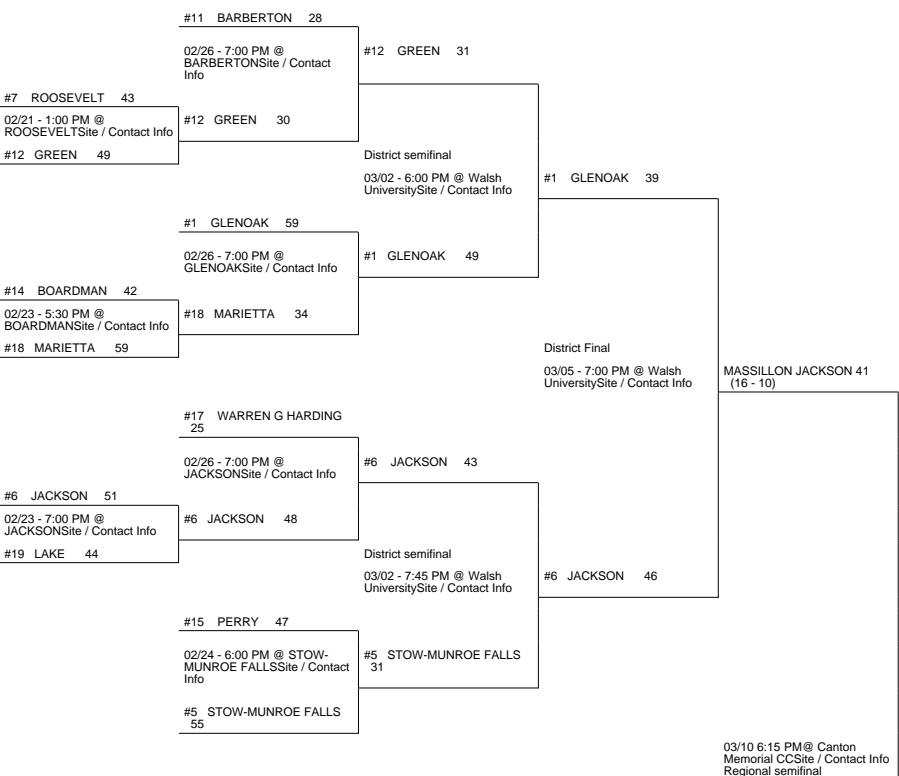 #11 BARBERTON 28
02/26 - 7:00 PM @
BARBERTONSite / Contact
Info
#12 GREEN 31
#7 ROOSEVELT 43
02/21 - 1:00 PM @
ROOSEVELTSite / Contact Info
#12 GREEN 30
#12 GREEN 49
District semifinal
03/02 - 6:00 PM @ Walsh
UniversitySite / Contact Info
#1 GLENOAK 39
#1 GLENOAK 59
02/26 - 7:00 PM @
GLENOAKSite / Contact Info
#1 GLENOAK 49
#14 BOARDMAN 42
02/23 - 5:30 PM @
BOARDMANSite / Contact Info
#18 MARIETTA 34
#18 MARIETTA 59
District Final
03/05 - 7:00 PM @ Walsh
UniversitySite / Contact Info
MASSILLON JACKSON 41
(16 - 10)
#17 WARREN G HARDING
25
02/26 - 7:00 PM @
JACKSONSite / Contact Info
#6 JACKSON 43
#6 JACKSON 51
02/23 - 7:00 PM @
JACKSONSite / Contact Info
#6 JACKSON 48
#19 LAKE 44
District semifinal
03/02 - 7:45 PM @ Walsh
UniversitySite / Contact Info
#6 JACKSON 46
#15 PERRY 47
02/24 - 6:00 PM @ STOW-
MUNROE FALLSSite / Contact
Info
#5 STOW-MUNROE FALLS
31
#5 STOW-MUNROE FALLS
55
03/10 6:15 PM@ Canton
Memorial CCSite / Contact Info
Regional semifinal